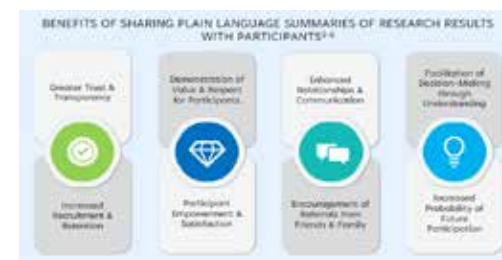 BENEFITS OF SHARING PLAIN LANGUAGE SUMMARIES OF RESEARCH RESULTS
WITH PARTICIPANTS
Greater Trust &
Transparency
Increased
Recruitment &
Retention
Demonstration of
Value & Respect
for Participants
Participant
Empowerment &
Satisfaction
Enhanced
Relationships &
Communication
Encouragement of
Referrals from
Friends & Family
Facilitation of
Decision-Making
through
Understanding
Increased
Probability of
Future
Participation